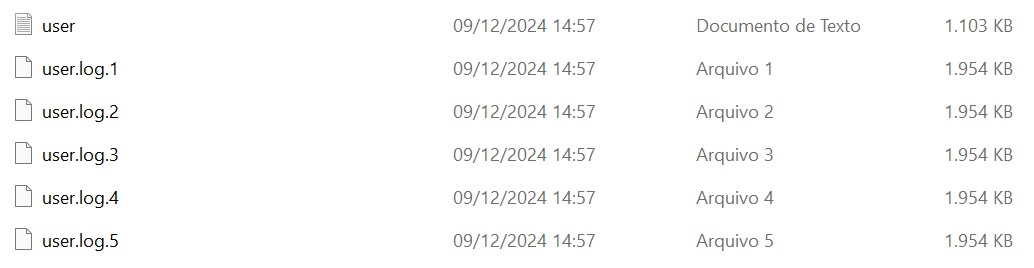 user 09/12/2024 14:57 Documento de Texto 1.103 KB
user.log.1 09/12/2024 14:57 Arquivo 1 1.954 KB
user.log.2 09/12/2024 14:57 Arquivo 2 1.954 KB
user.log.3 09/12/2024 14:57 Arquivo 3 1.954 KB
user.log.4 09/12/2024 14:57 Arquivo 4 1.954 KB
user.log.5 09/12/2024 14:57 Arquivo 5 1.954 KB